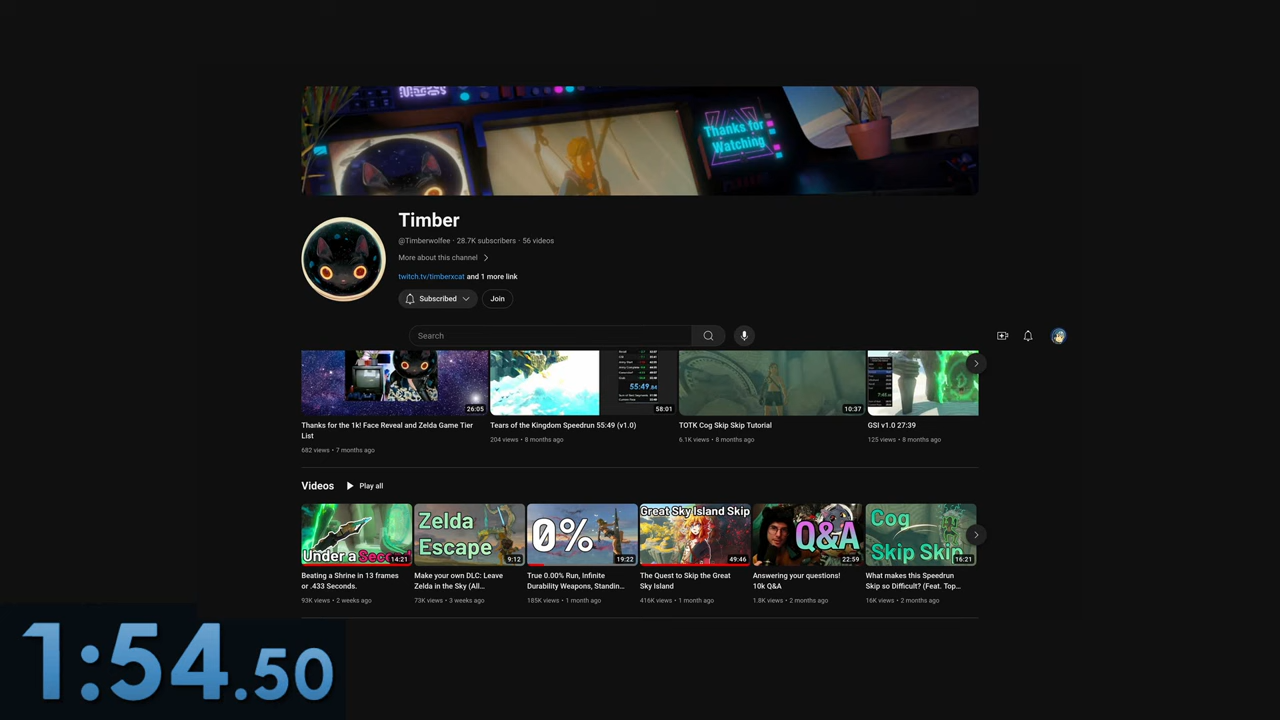 Thanks for
Watching
Timber
@Timberwolfee · 28.7K subscribers · 56 videos
More about this channel
twitch.tv/timberxcat and 1 more link
Subscribed
Join
Search
26:05
55:49.84
58:01
10:37
Thanks for the 1k! Face Reveal and Zelda Game Tier
List
682 views • 7 months ago
Tears of the Kingdom Speedrun 55:49 (v1.0)
204 views • 8 months ago
TOTK Cog Skip Skip Tutorial
6.1K views • 8 months ago
GSI v1.0 27:39
125 views • 8 months ago
Videos
Play all
Under a Second
14:21
Zelda
Escape
9:12
0%
19:22
Great Sky Island Skip
49:46
Q&A
22:59
Cog
Skip Skip
16:21
Beating a Shrine in 13 frames
or .433 Seconds.
93K views • 2 weeks ago
Make your own DLC: Leave
Zelda in the Sky (All...
73K views • 3 weeks ago
True 0.00% Run, Infinite
Durability Weapons, Standin...
185K views • 1 month ago
The Quest to Skip the Great
Sky Island
416K views • 1 month ago
Answering your questions!
10k Q&A
1.8K views • 2 months ago
What makes this Speedrun
Skip so Difficult? (Feat. Top...
16K views • 2 months ago
1:54.50